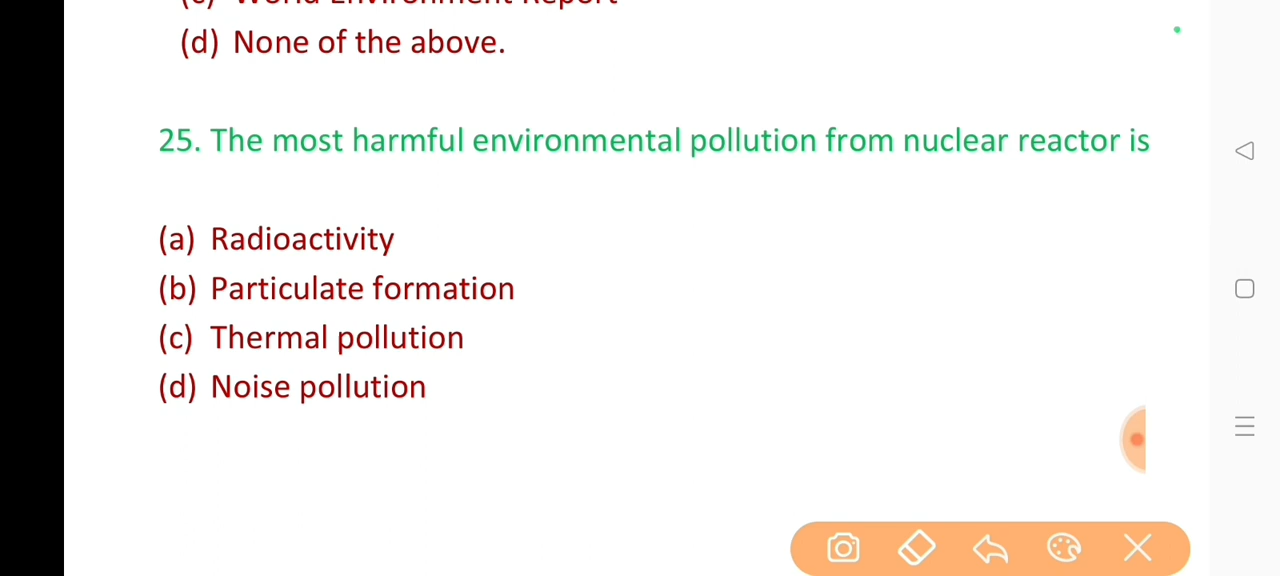 (d) None of the above.
25. The most harmful environmental pollution from nuclear reactor is
(a) Radioactivity
(b) Particulate formation
(c) Thermal pollution
(d) Noise pollution